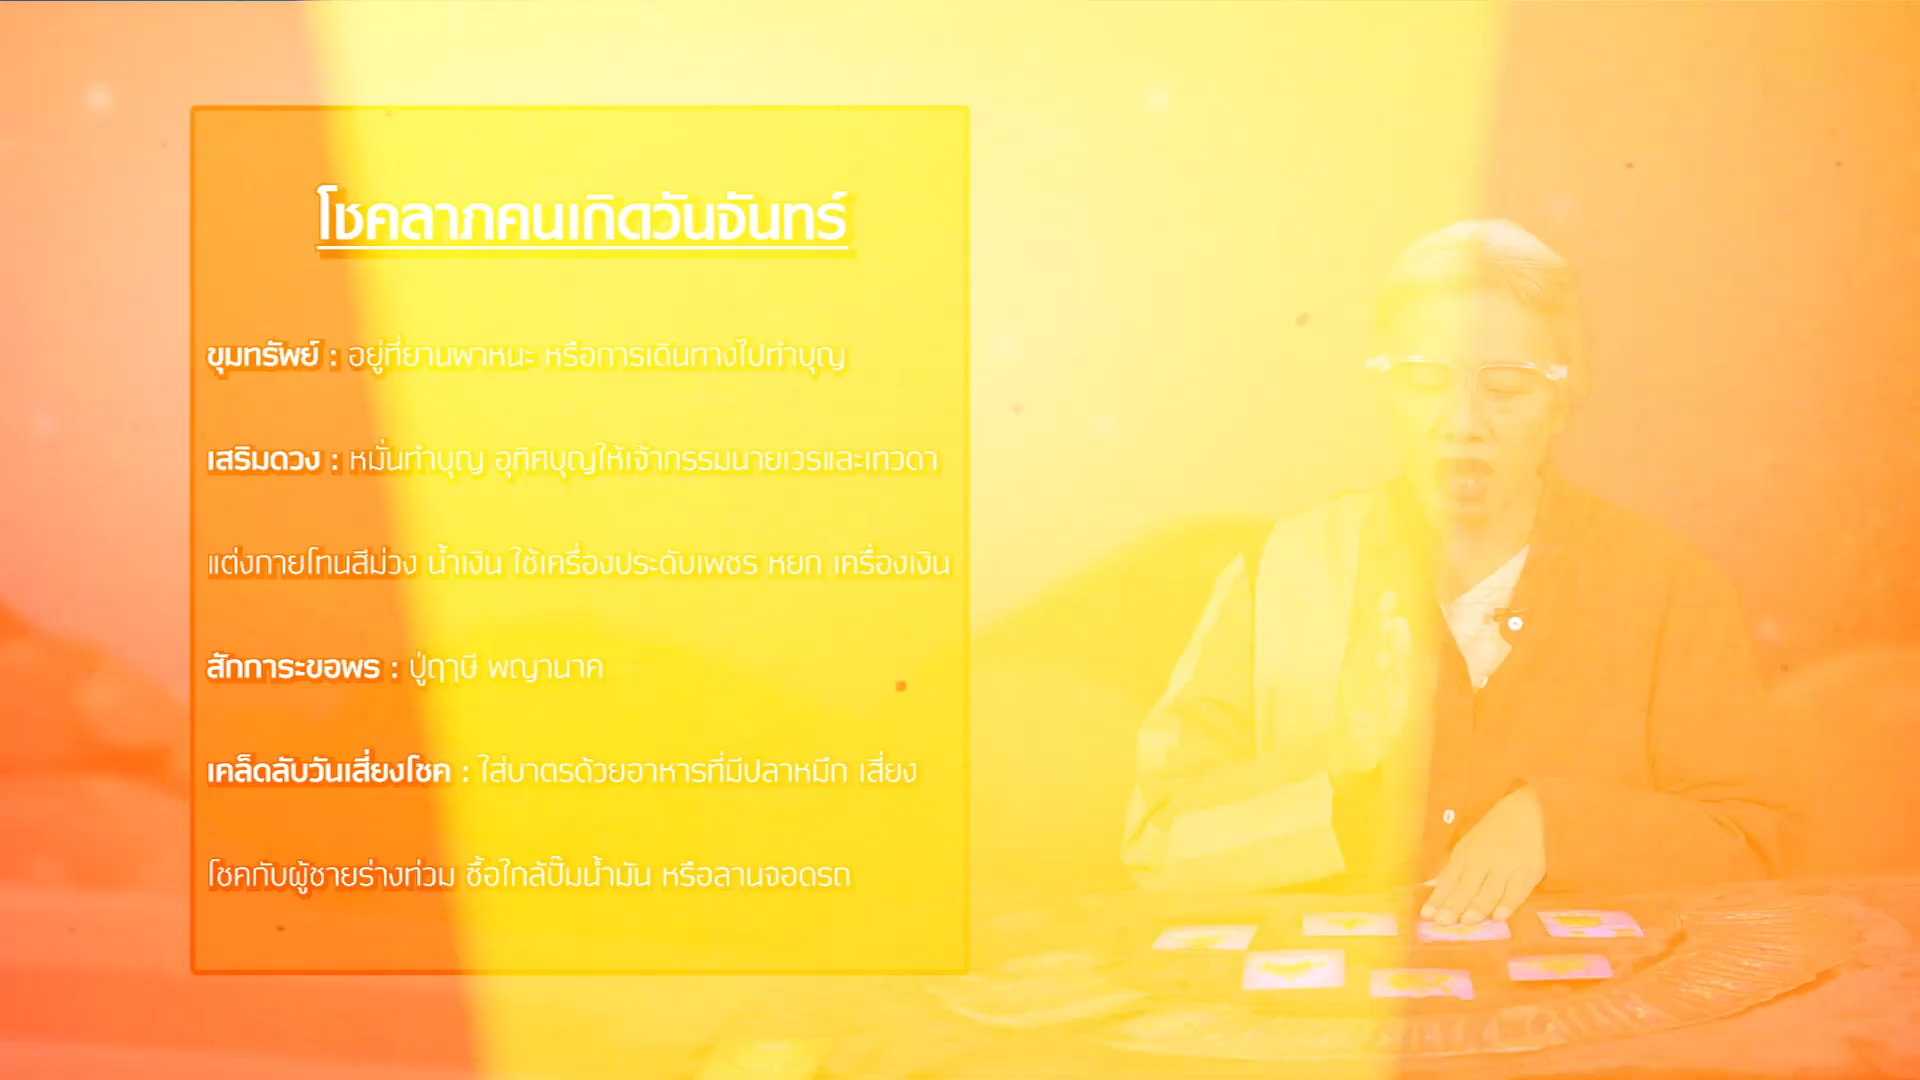 โชคลาภคนเกิดวันจันทร์
ขุมทรัพย์ : อยู่ที่ยานพาหนะ หรือการเดินทางไปทำบุญ
เสริมดวง : หมั่นทำบุญ อุทิศบุญให้เจ้ากรรมนายเวรและเทวดา
แต่งกายโทนสีม่วง น้ำเงิน ใช้เครื่องประดับเพชร หยก เครื่องเงิน
สักการะขอพร : ปู่ฤๅษี พญานาค
เคล็ดลับวันเสี่ยงโชค : ใส่บาตรด้วยอาหารที่มีปลาหมึก เสี่ยง
โชคกับผู้ชายร่างท่วม ซื้อใกล้ปั๊มน้ำมัน หรือลานจอดรถ